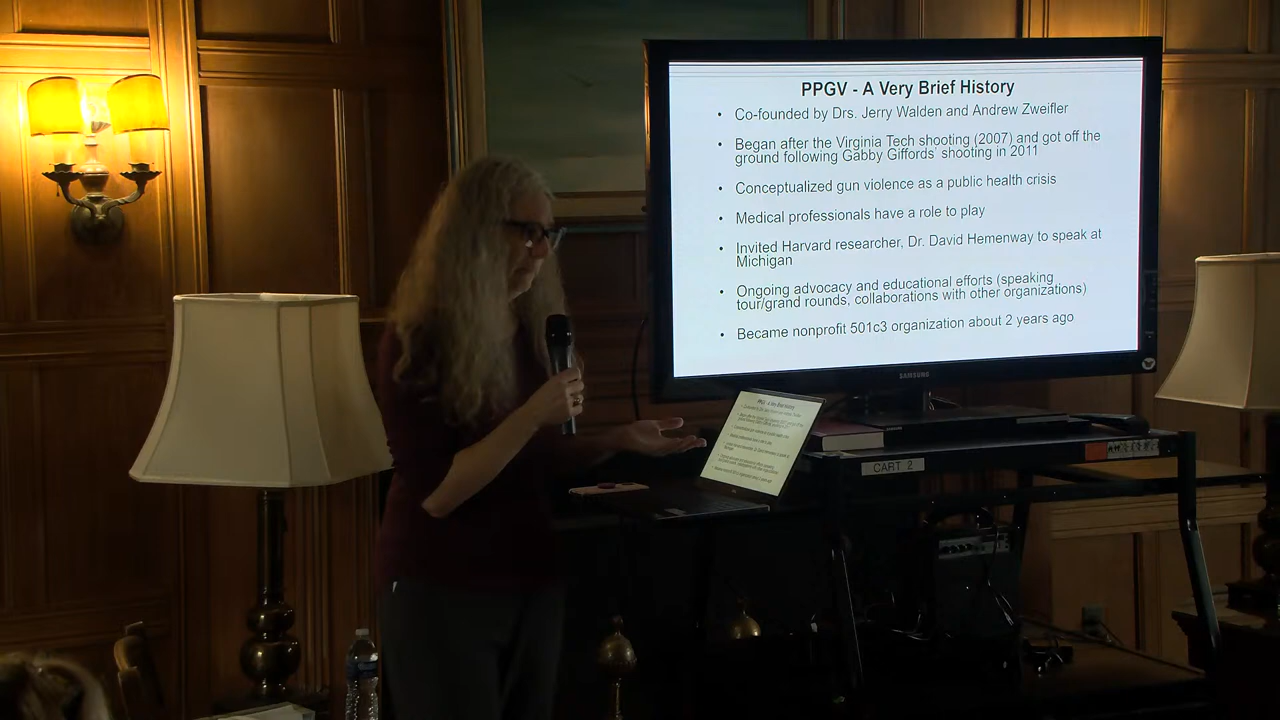 PPGV - A Very Brief History
• Co-founded by Drs. Jerry Walden and Andrew Zweifler
• Began after the Virginia Tech shooting (2007) and got off the
ground following Gabby Giffords' shooting in 2011
• Conceptualized gun violence as a public health crisis
• Medical professionals have a role to play
• Invited Harvard researcher, Dr. David Hemenway to speak at
Michigan
• Ongoing advocacy and educational efforts (speaking
tour/grand rounds, collaborations with other organizations)
• Became nonprofit 501c3 organization about 2 years ago
SAMSUNG
PPGV - A Very Brief History
CART 2